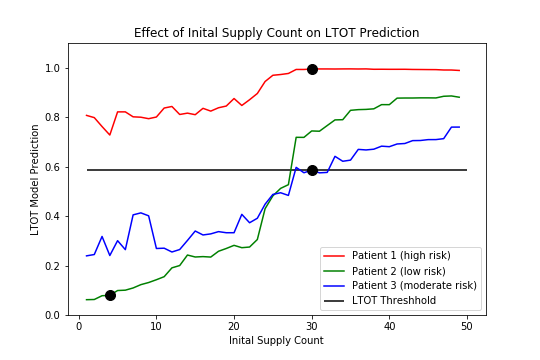 Effect of Inital Supply Count on LTOT Prediction
LTOT Model Prediction
1.0
0.8
0.6
0.4
0.2
0.0
0
10
20
30
40
50
Inital Supply Count
Patient 1 (high risk)
Patient 2 (low risk)
Patient 3 (moderate risk)
LTOT Threshhold